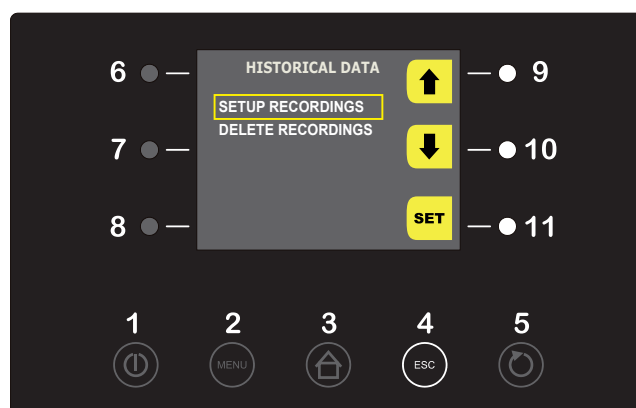 HISTORICAL DATA
6
9
SETUP RECORDINGS
DELETE RECORDINGS
7
10
8
SET
11
1 2 3 4 5
MENU
ESC